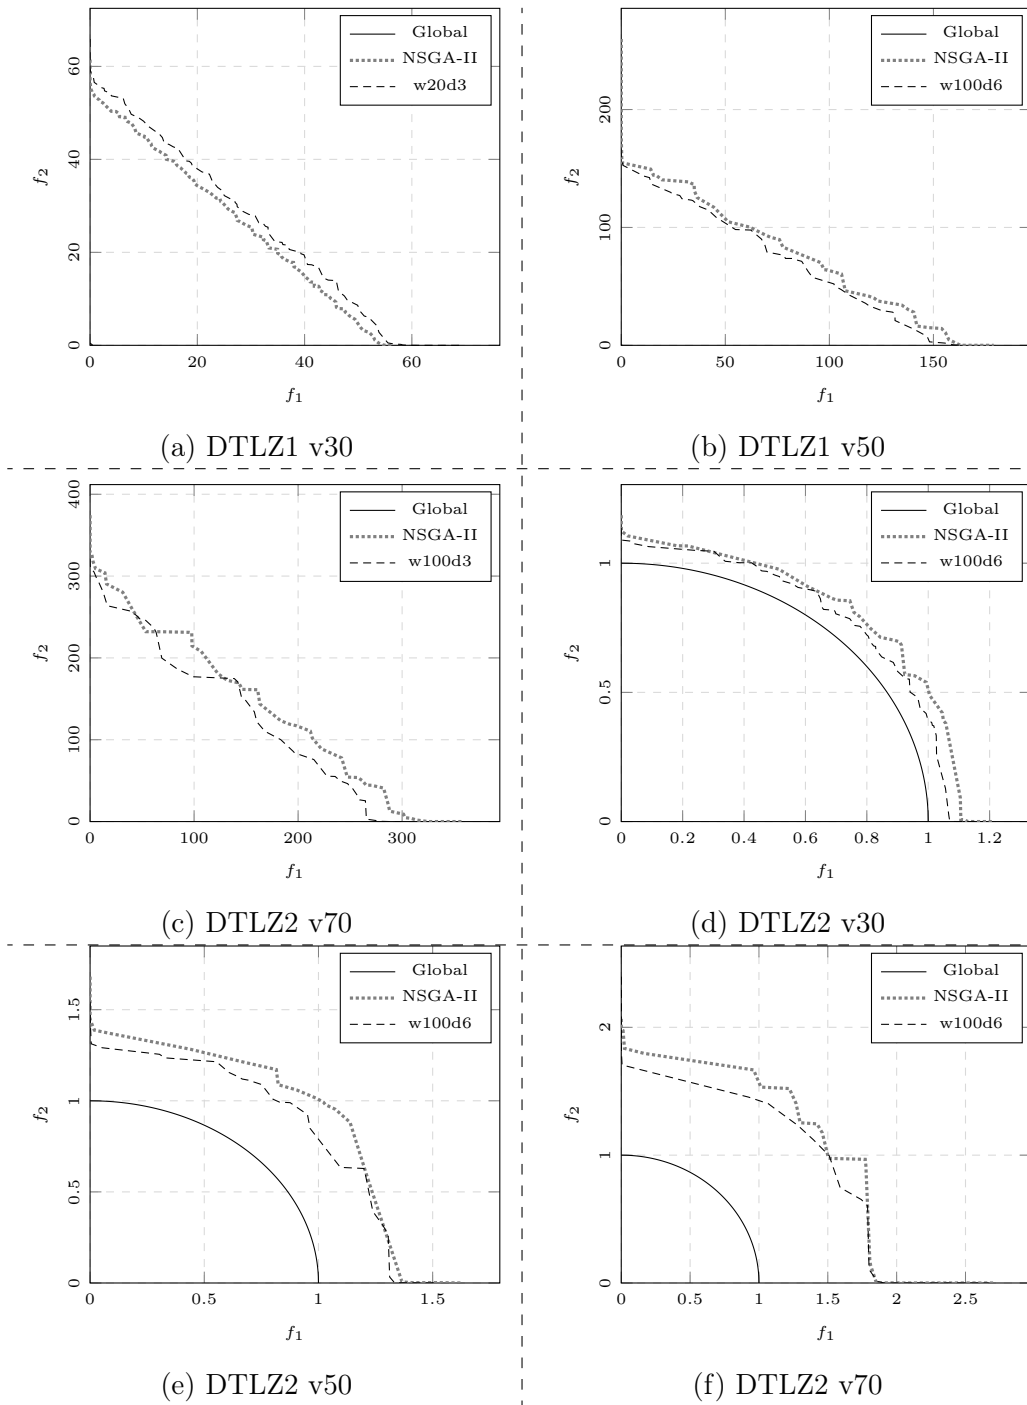 Global
NSGA-II
w20d3
0 20 40 60
0 20 40 60
f₁
f₂
(a) DTLZ1 v30
Global
NSGA-II
w100d6
0 50 100 150
0 100 200
f₁
f₂
(b) DTLZ1 v50
Global
NSGA-II
w100d3
0 100 200 300
0 100 200 300 400
f₁
f₂
(c) DTLZ2 v70
Global
NSGA-II
w100d6
0 0.2 0.4 0.6 0.8 1 1.2
0 0.5 1
f₁
f₂
(d) DTLZ2 v30
Global
NSGA-II
w100d6
0 0.5 1 1.5
0 0.5 1 1.5
f₁
f₂
(e) DTLZ2 v50
Global
NSGA-II
w100d6
0 0.5 1 1.5 2 2.5
0 1 2
f₁
f₂
(f) DTLZ2 v70